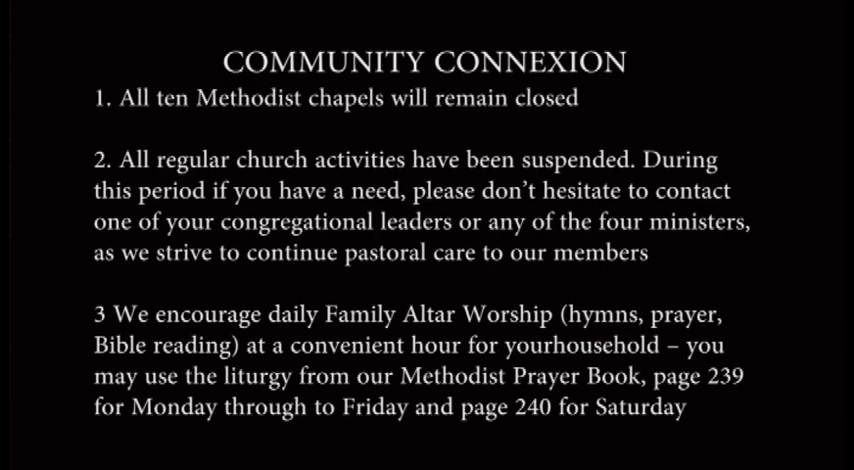 COMMUNITY CONNEXION
1. All ten Methodist chapels will remain closed
2. All regular church activities have been suspended. During
this period if you have a need, please don’t hesitate to contact
one of your congregational leaders or any of the four ministers,
as we strive to continue pastoral care to our members
3 We encourage daily Family Altar Worship (hymns, prayer,
Bible reading) at a convenient hour for yourhousehold – you
may use the liturgy from our Methodist Prayer Book, page 239
for Monday through to Friday and page 240 for Saturday